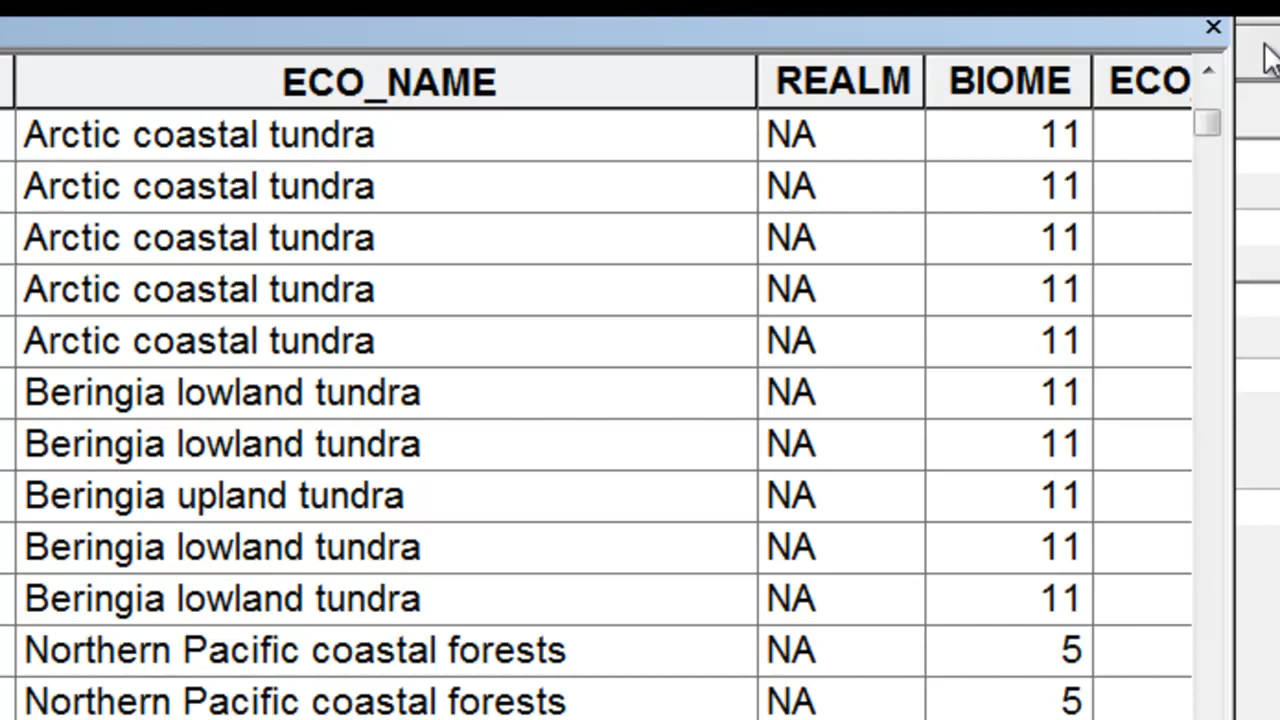 ECO_NAME REALM BIOME ECO
Arctic coastal tundra NA 11
Arctic coastal tundra NA 11
Arctic coastal tundra NA 11
Arctic coastal tundra NA 11
Arctic coastal tundra NA 11
Beringia lowland tundra NA 11
Beringia lowland tundra NA 11
Beringia upland tundra NA 11
Beringia lowland tundra NA 11
Beringia lowland tundra NA 11
Northern Pacific coastal forests NA 5
Northern Pacific coastal forests NA 5